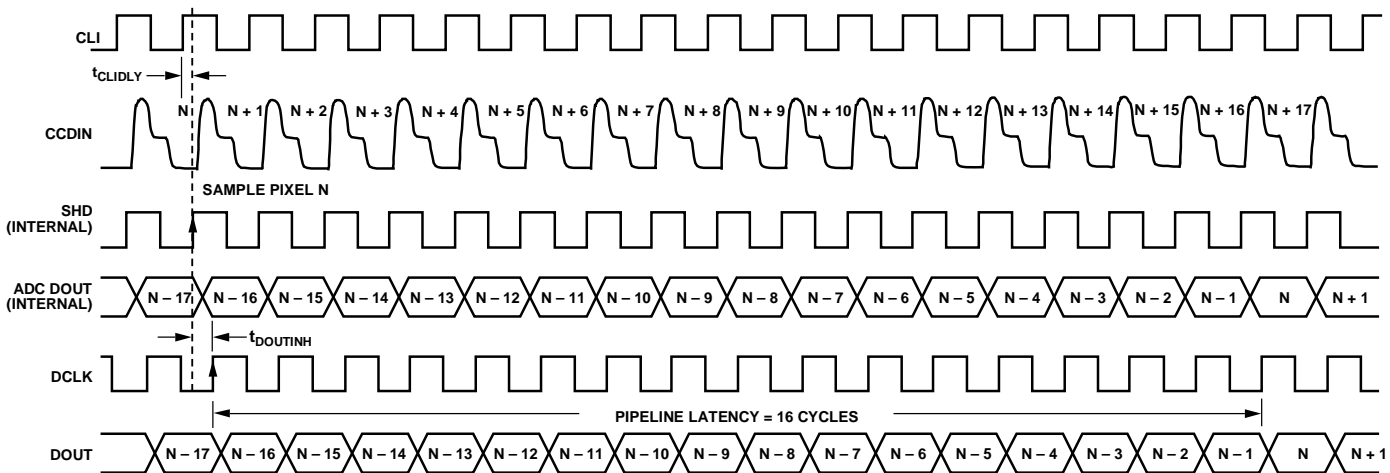 CLI
tCLIDLY
N N + 1 N + 2 N + 3 N + 4 N + 5 N + 6 N + 7 N + 8 N + 9 N + 10 N + 11 N + 12 N + 13 N + 14 N + 15 N + 16 N + 17
CCDIN
SAMPLE PIXEL N
SHD
(INTERNAL)
ADC DOUT
(INTERNAL)
N – 17 N – 16 N – 15 N – 14 N – 13 N – 12 N – 11 N – 10 N – 9 N – 8 N – 7 N – 6 N – 5 N – 4 N – 3 N – 2 N – 1 N N + 1
tDOUTINH
DCLK
PIPELINE LATENCY = 16 CYCLES
DOUT
N – 17 N – 16 N – 15 N – 14 N – 13 N – 12 N – 11 N – 10 N – 9 N – 8 N – 7 N – 6 N – 5 N – 4 N – 3 N – 2 N – 1 N N + 1